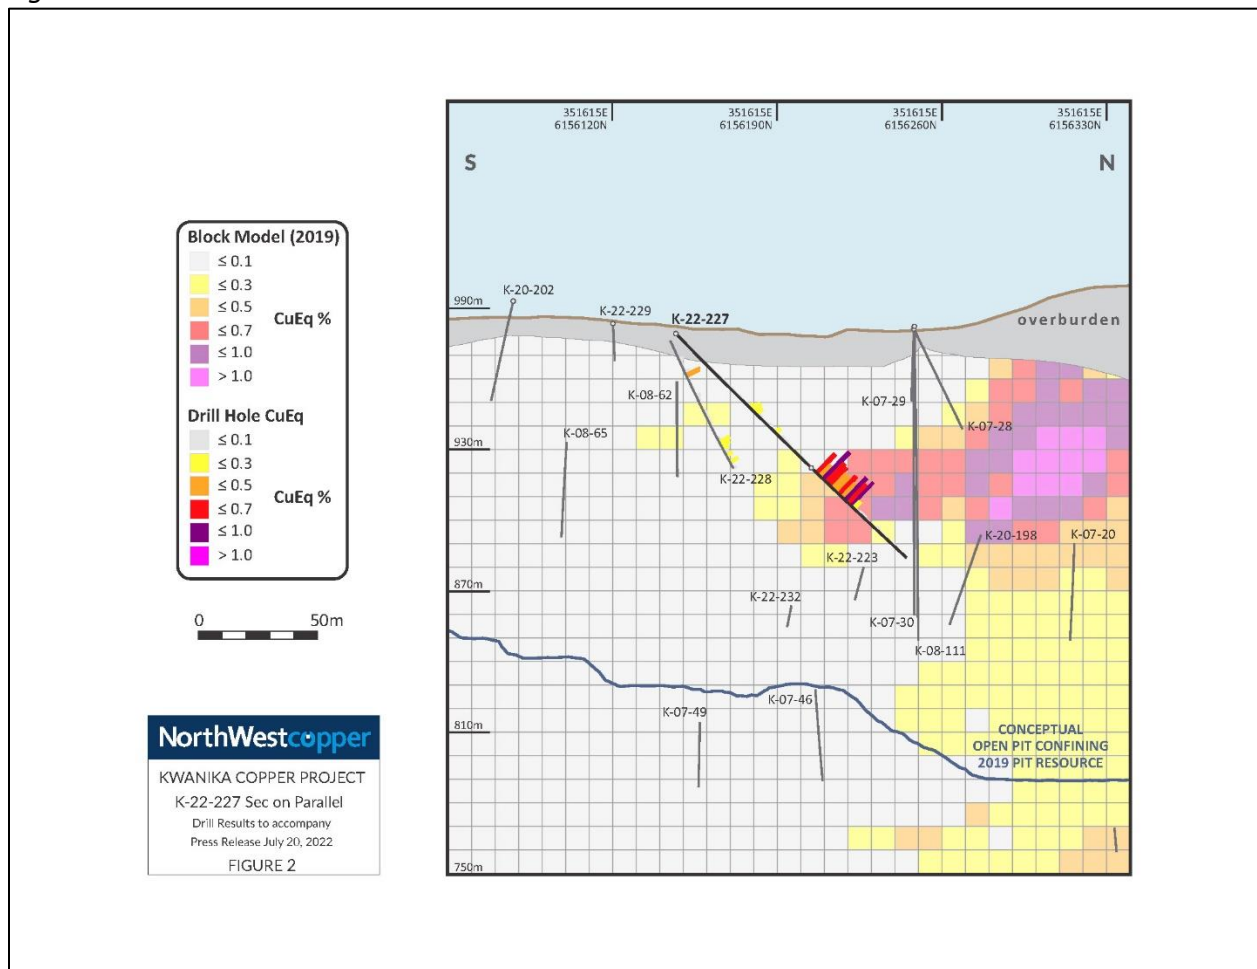 351615E
6156120N
351615E
6156190N
351615E
6156260N
351615E
6156330N
S
N
Block Model (2019)
≤ 0.1
≤ 0.3
≤ 0.5
CuEq %
≤ 0.7
≤ 1.0
> 1.0
Drill Hole CuEq
≤ 0.1
≤ 0.3
≤ 0.5
CuEq %
≤ 0.7
≤ 1.0
> 1.0
0
50m
990m
930m
870m
810m
750m
K-20-202
K-22-229
K-22-227
overburden
K-08-62
K-07-29
K-07-28
K-08-65
K-22-228
K-20-198
K-07-20
K-22-223
K-22-232
K-07-30
K-08-111
K-07-49
K-07-46
CONCEPTUAL
OPEN PIT CONFINING
2019 PIT RESOURCE
NorthWestcopper
KWANIKA COPPER PROJECT
K-22-227 Sec on Parallel
Drill Results to accompany
Press Release July 20, 2022
FIGURE 2